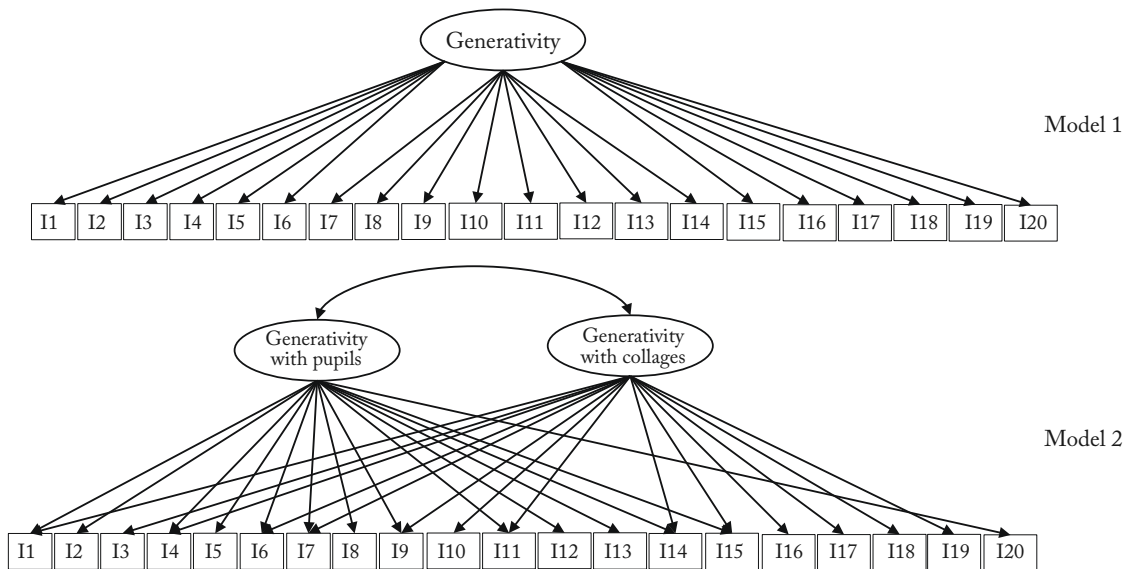 Generativity
Model 1
I1 I2 I3 I4 I5 I6 I7 I8 I9 I10 I11 I12 I13 I14 I15 I16 I17 I18 I19 I20
Generativity
with pupils
Generativity
with collages
Model 2
I1 I2 I3 I4 I5 I6 I7 I8 I9 I10 I11 I12 I13 I14 I15 I16 I17 I18 I19 I20